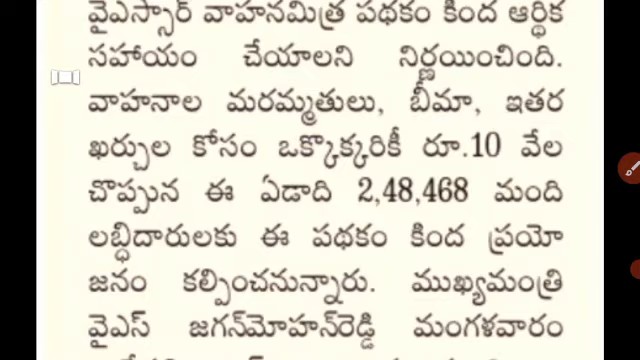 వైఎస్సార్ వాహనమిత్ర పథకం కింద ఆర్థిక
సహాయం చేయాలని నిర్ణయించింది.
వాహనాల మరమ్మతులు, బీమా, ఇతర
ఖర్చుల కోసం ఒక్కొక్కరికీ రూ.10 వేల
చొప్పున ఈ ఏడాది 2,48,468 మంది
లబ్ధిదారులకు ఈ పథకం కింద ప్రయో
జనం కల్పించనున్నారు. ముఖ్యమంత్రి
వైఎస్ జగన్‌మోహన్‌రెడ్డి మంగళవారం